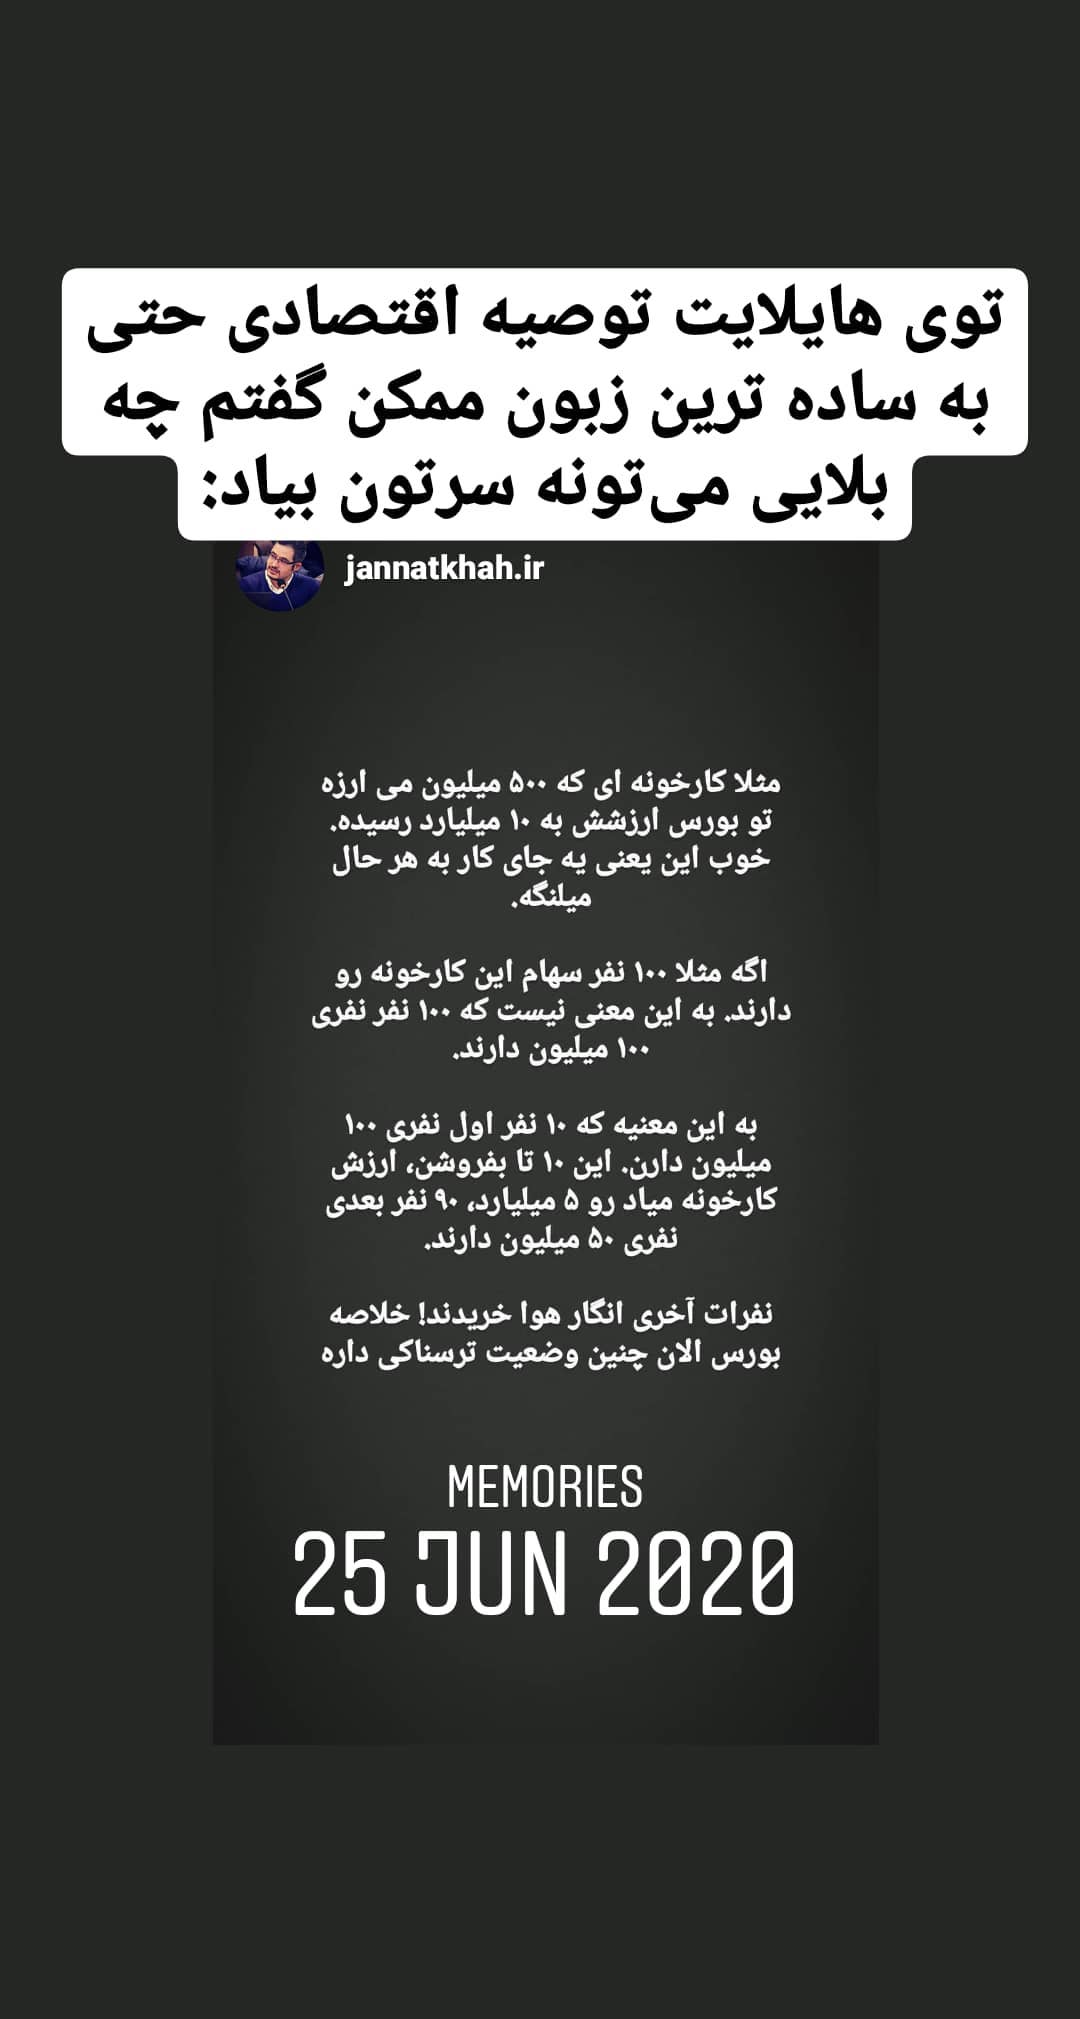 توی هایلایت توصیه اقتصادی حتی
به ساده ترین زبون ممکن گفتم چه
بلایی می‌تونه سرتون بیاد:
jannatkhah.ir
مثلا کارخونه ای که ۵۰۰ میلیون می ارزه
تو بورس ارزشش به ۱۰ میلیارد رسیده.
خوب این یعنی یه جای کار به هر حال
میلنگه.
اگه مثلا ۱۰۰ نفر سهام این کارخونه رو
دارند. به این معنی نیست که ۱۰۰ نفر نفری
۱۰۰ میلیون دارند.
به این معنیه که ۱۰ نفر اول نفری ۱۰۰
میلیون دارن. این ۱۰ تا بفروشن، ارزش
کارخونه میاد رو ۵ میلیارد، ۹۰ نفر بعدی
نفری ۵۰ میلیون دارند.
نفرات آخری انگار هوا خریدند! خلاصه
بورس الان چنین وضعیت ترسناکی داره
MEMORIES
25 JUN 2020